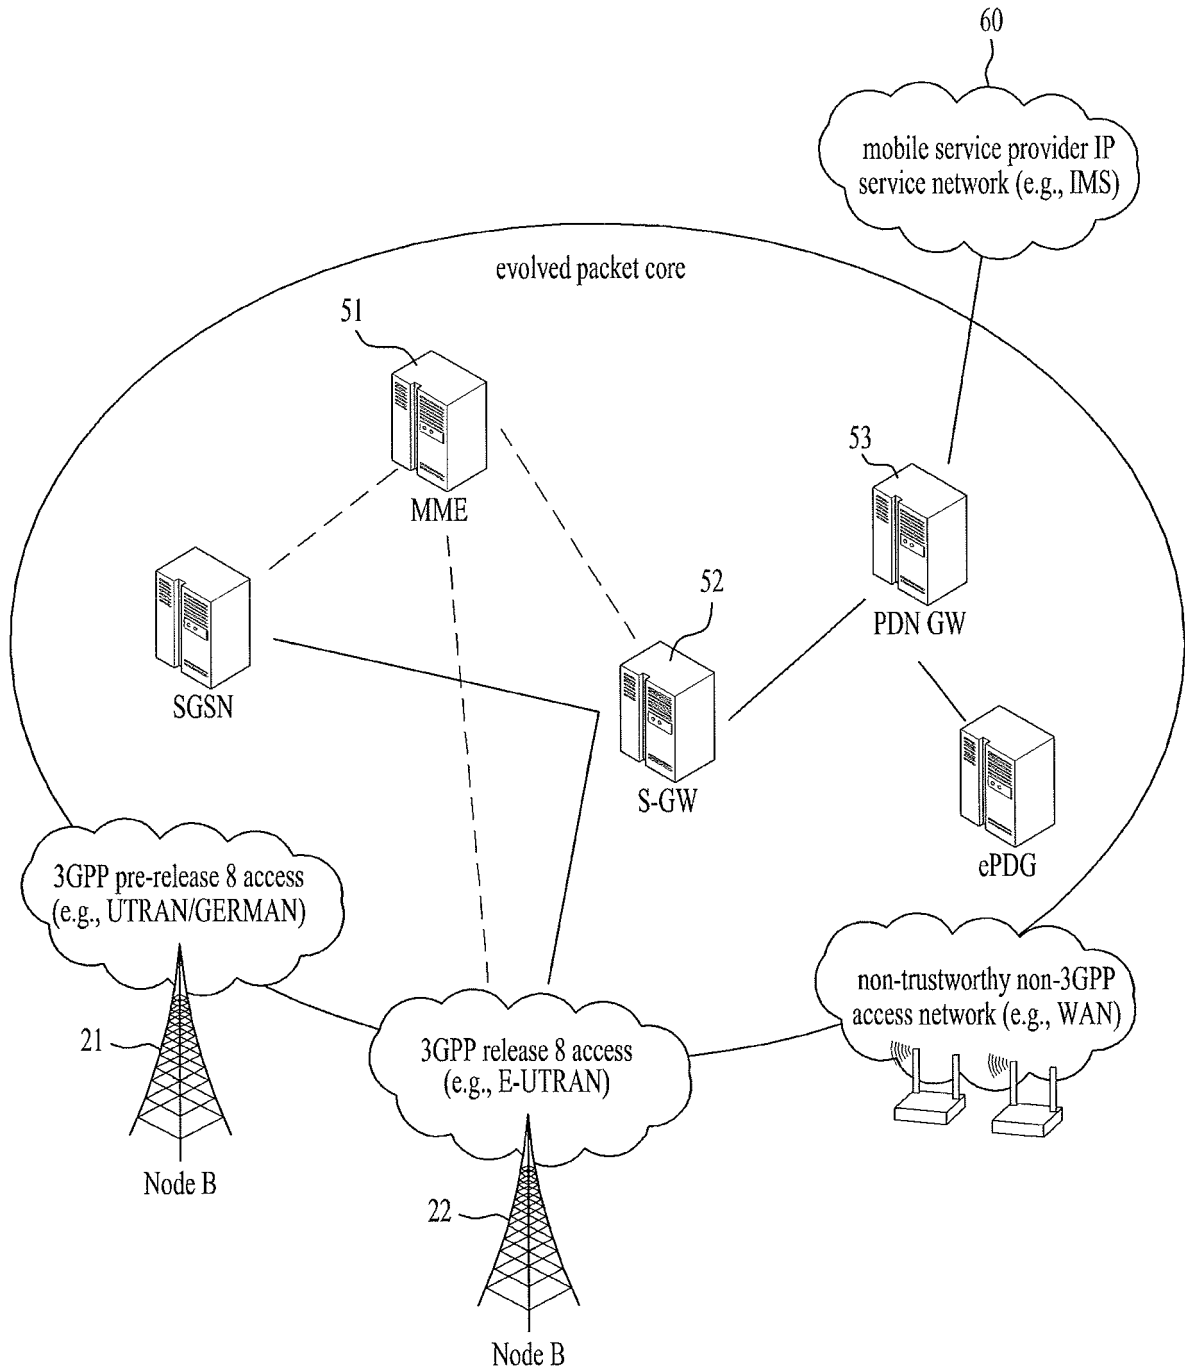 60
mobile service provider IP
service network (e.g., IMS)
evolved packet core
51
MME
53
PDN GW
52
SGSN
S-GW
ePDG
3GPP pre-release 8 access
(e.g., UTRAN/GERMAN)
non-trustworthy non-3GPP
access network (e.g., WAN)
21
3GPP release 8 access
(e.g., E-UTRAN)
Node B
22
Node B